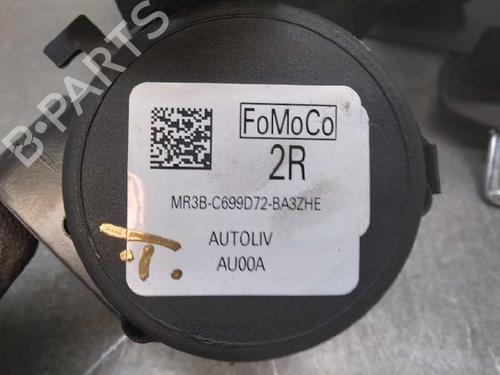 B-PARTS
FoMoCo
2R
MR3B-C699D72-BA3ZHE
AUTOLIV
AU00A
T.